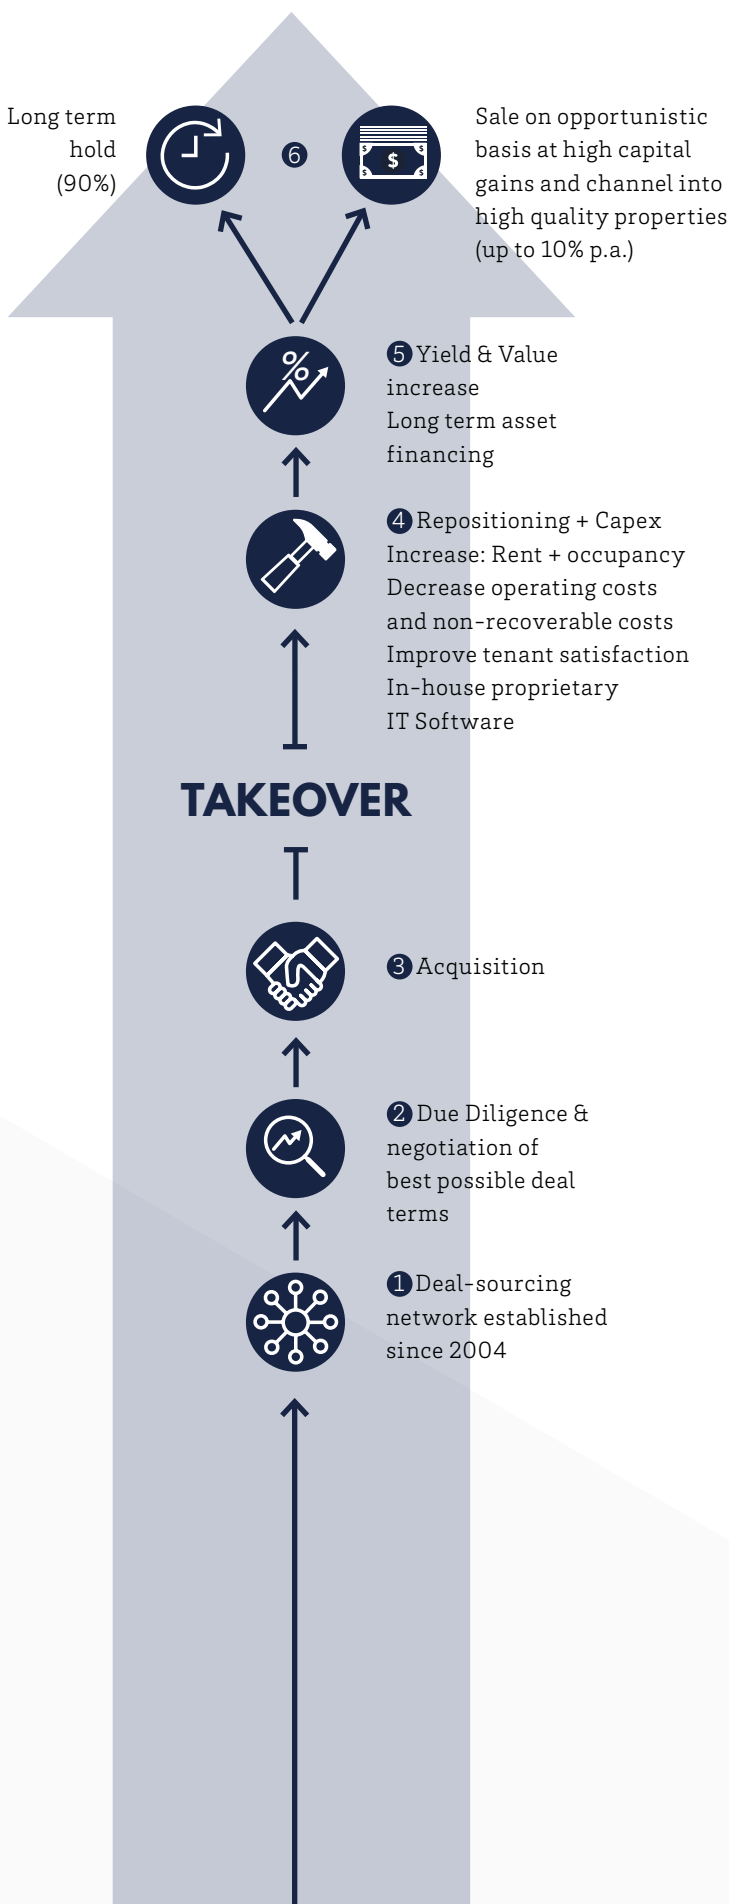 Long term
hold
(90%)
6
Sale on opportunistic
basis at high capital
gains and channel into
high quality properties
(up to 10% p.a.)
5 Yield & Value
increase
Long term asset
financing
4 Repositioning + Capex
Increase: Rent + occupancy
Decrease operating costs
and non-recoverable costs
Improve tenant satisfaction
In-house proprietary
IT Software
TAKEOVER
3 Acquisition
2 Due Diligence &
negotiation of
best possible deal
terms
1 Deal-sourcing
network established
since 2004